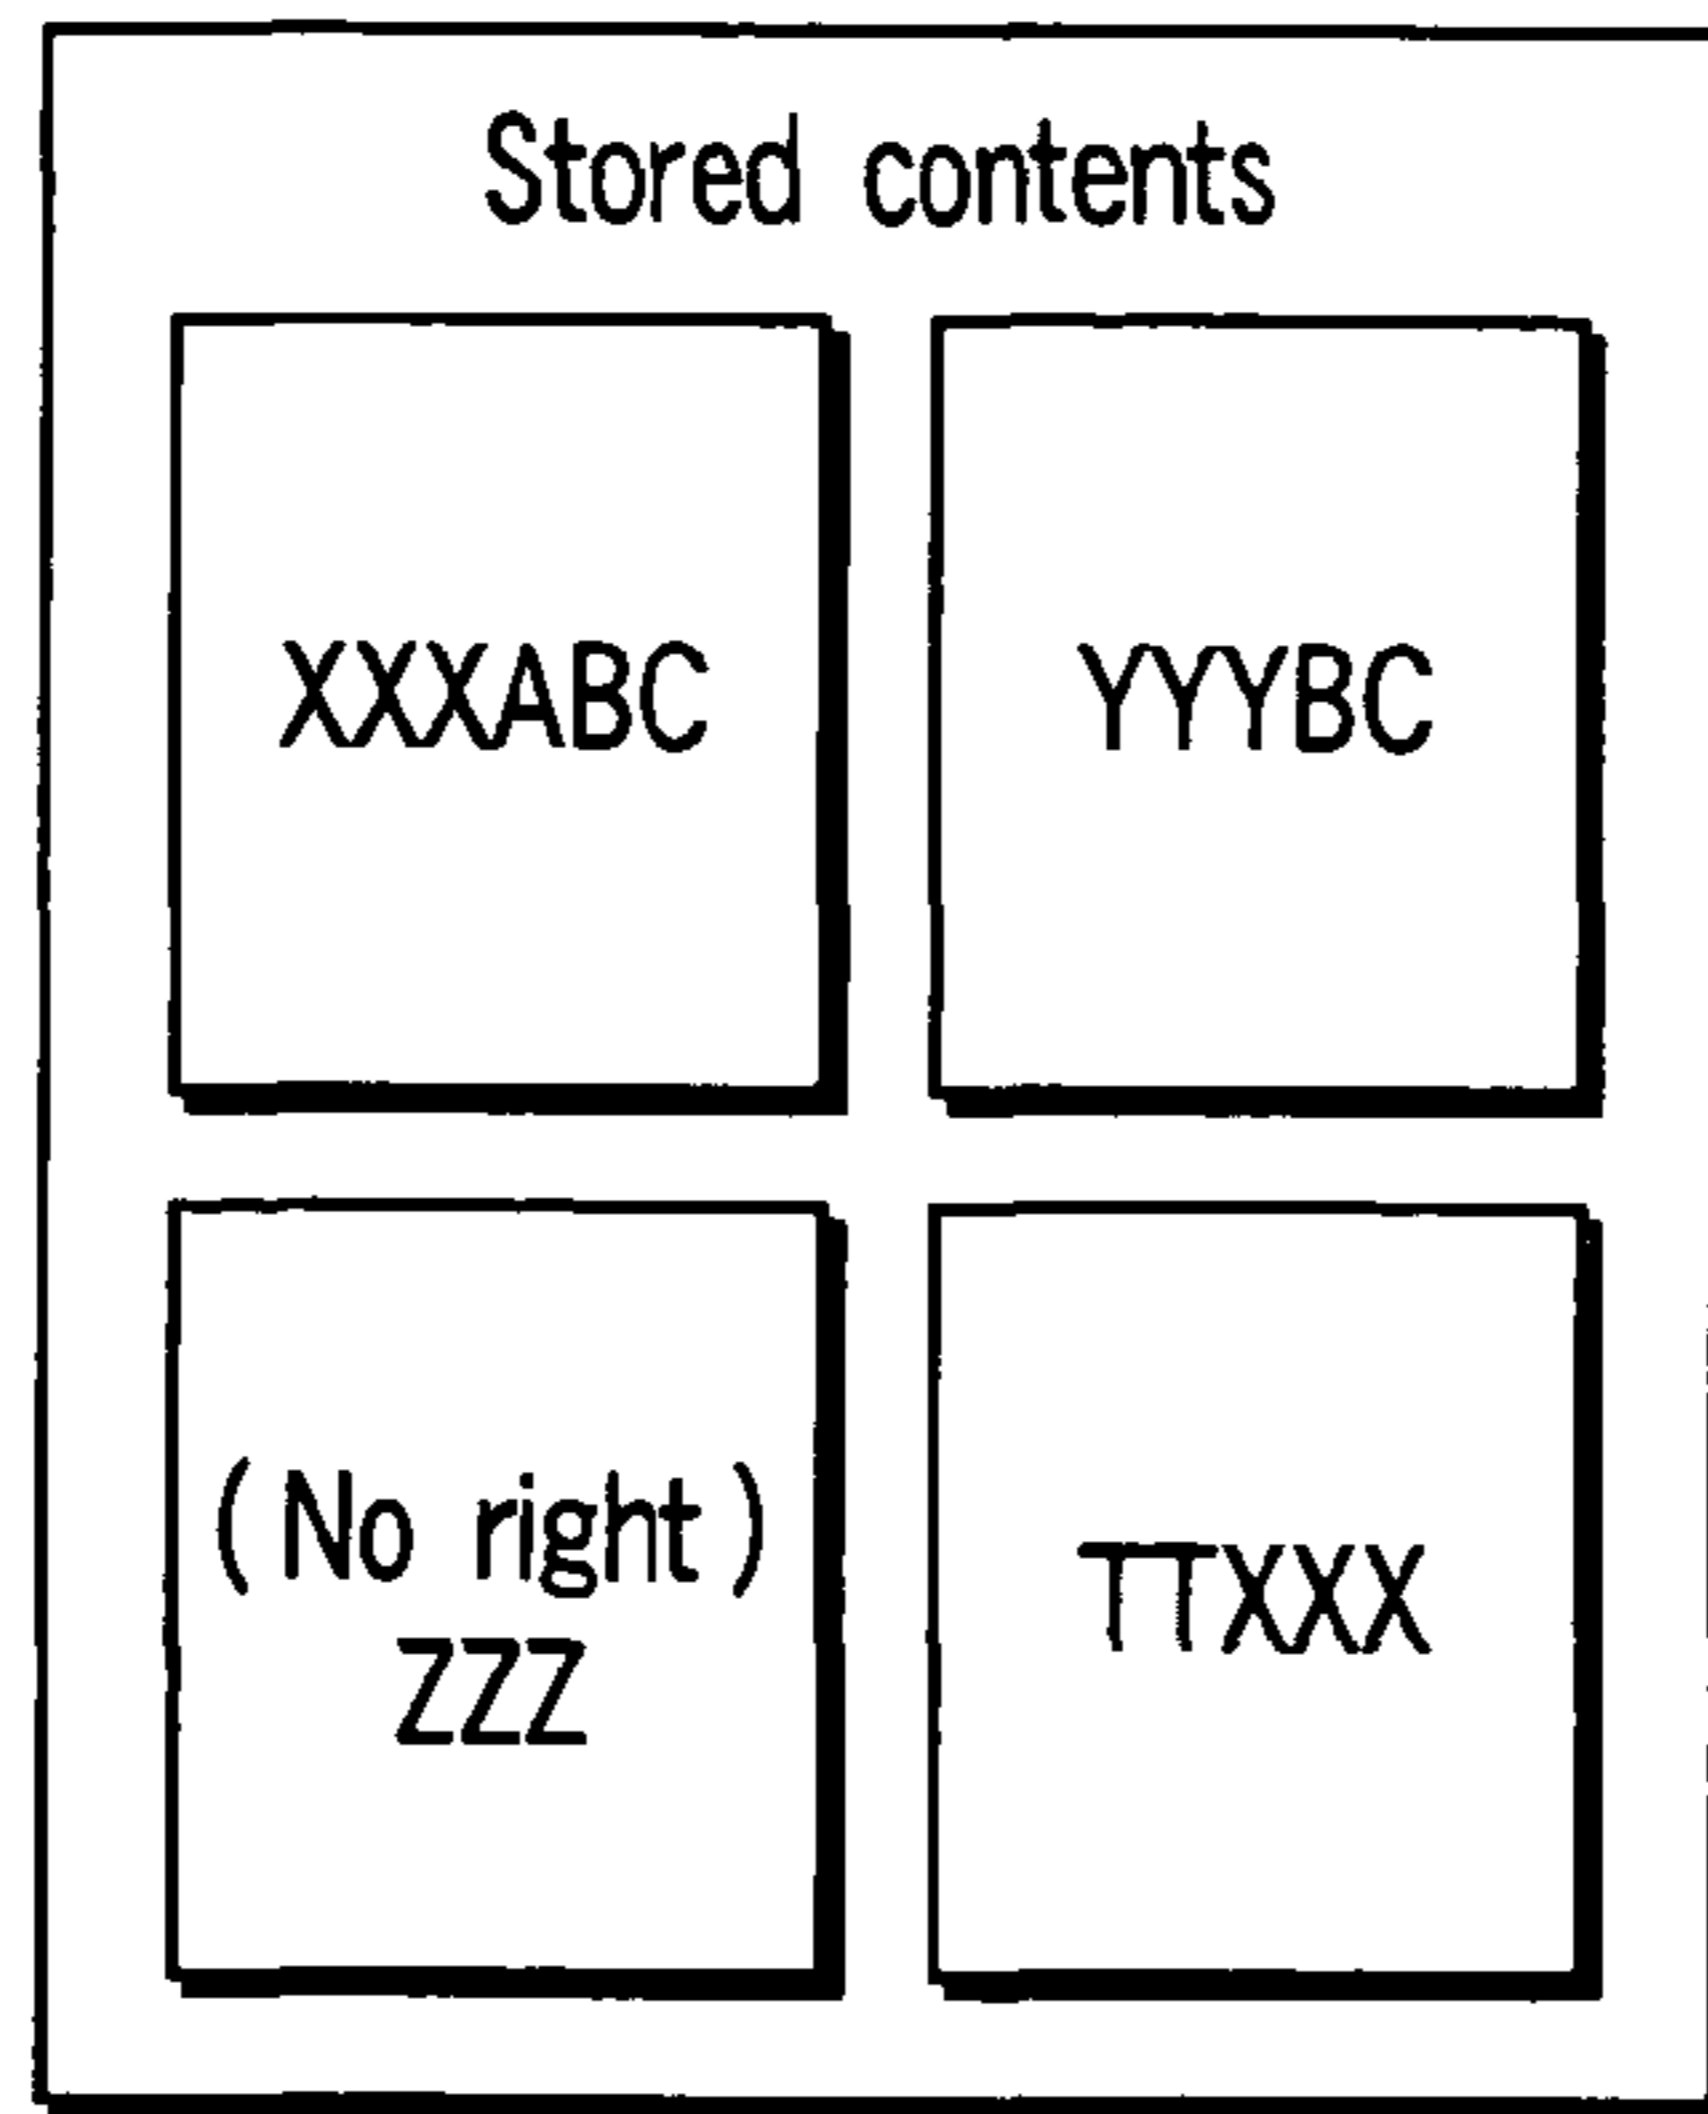 Stored contents
XXXABC
YYYBC
(No right)
ZZZ
TTXXX